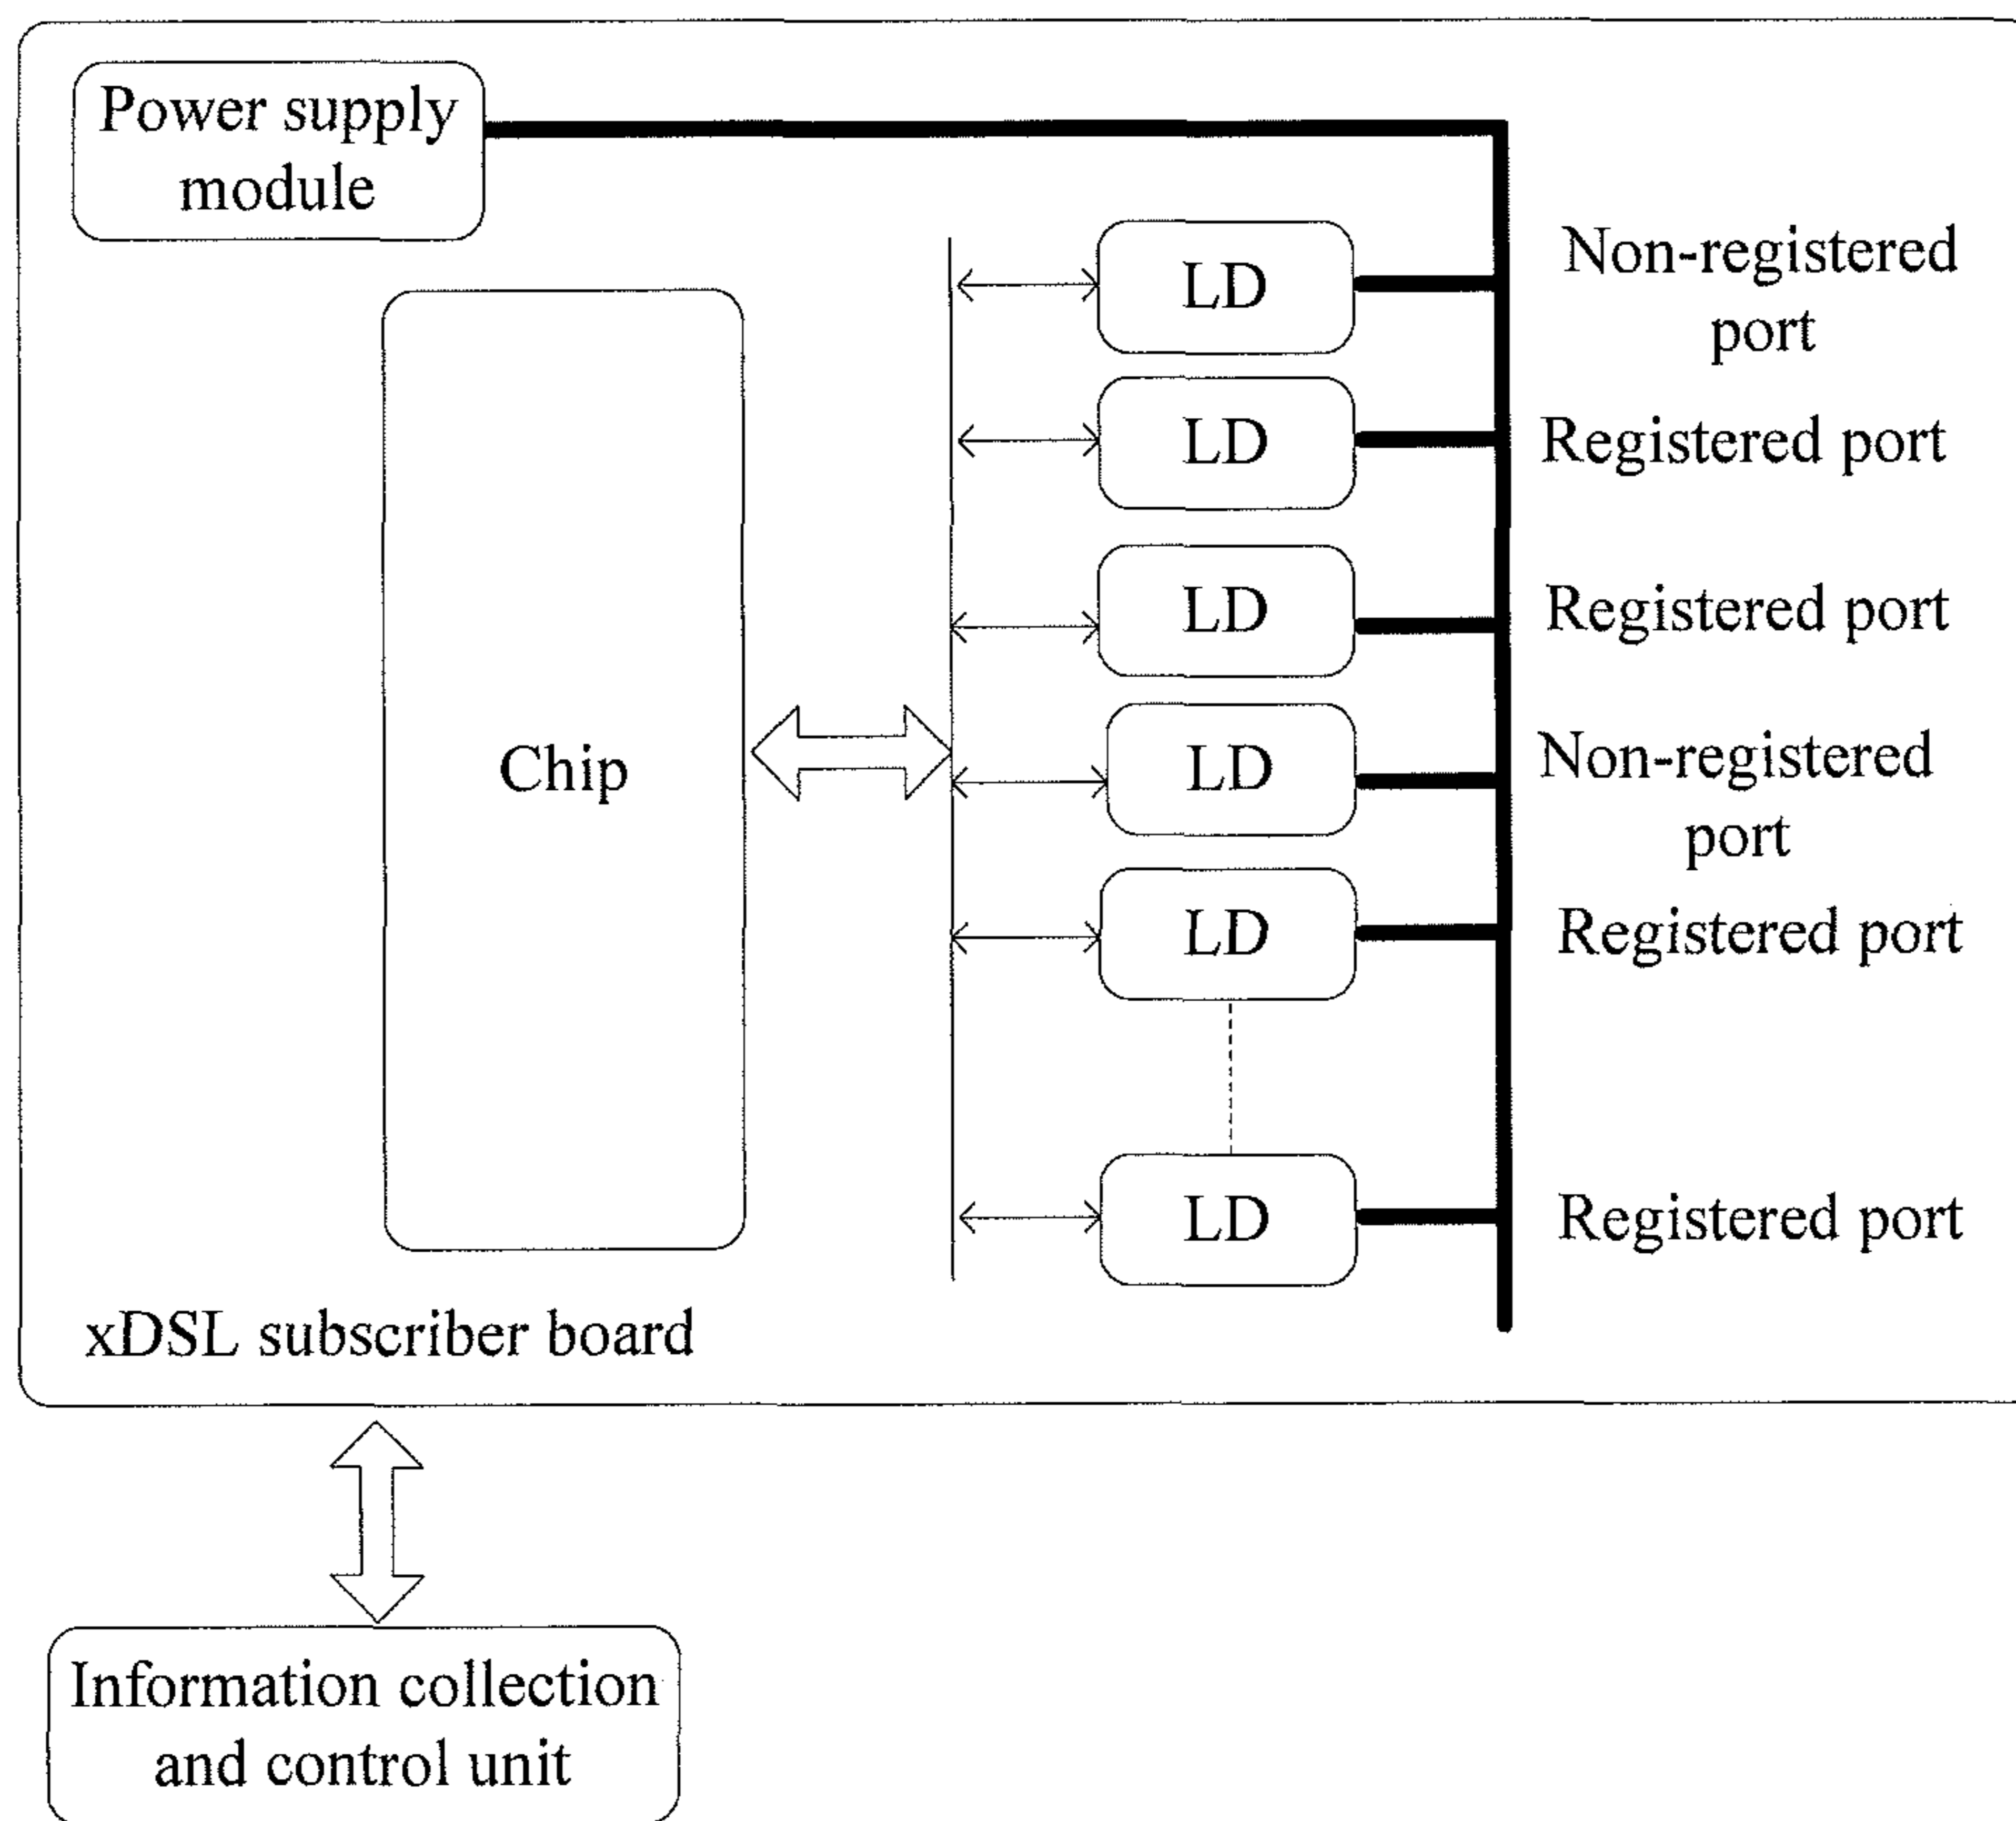 Power supply
module
LD
Non-registered
port
LD
Registered port
LD
Registered port
Chip
LD
Non-registered
port
LD
Registered port
LD
Registered port
xDSL subscriber board
Information collection
and control unit